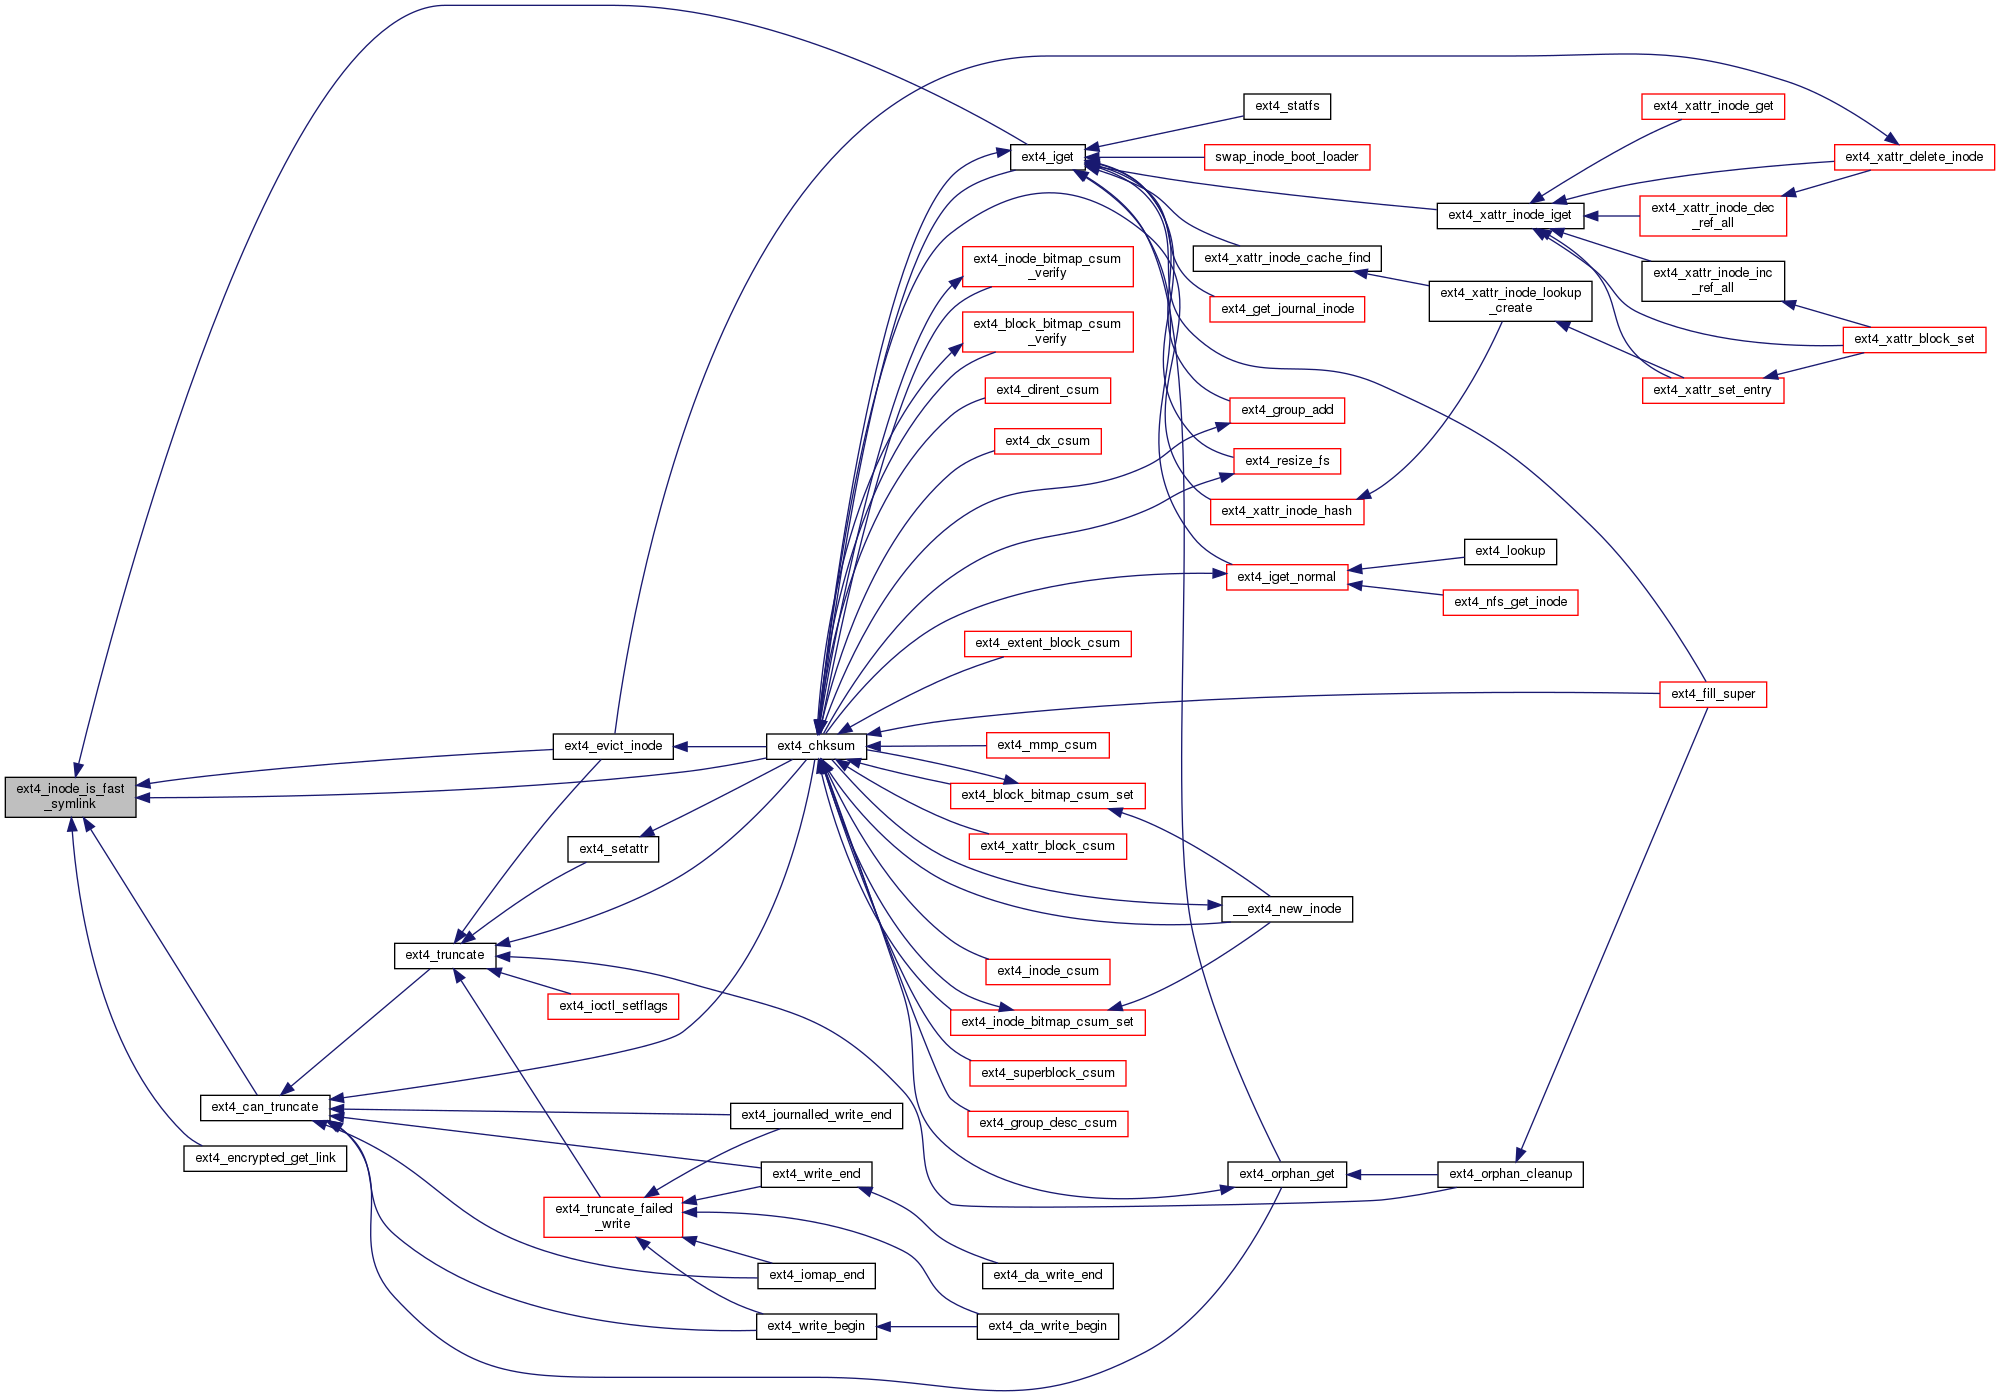 ext4_inode_is_fast
_symlink
ext4_encrypted_get_link
ext4_can_truncate
ext4_truncate
ext4_evict_inode
ext4_setattr
ext4_ioctl_setflags
ext4_truncate_failed
_write
ext4_chksum
ext4_journalled_write_end
ext4_write_end
ext4_iomap_end
ext4_write_begin
ext4_iget
ext4_inode_bitmap_csum
_verify
ext4_block_bitmap_csum
_verify
ext4_dirent_csum
ext4_dx_csum
ext4_extent_block_csum
ext4_mmp_csum
ext4_block_bitmap_csum_set
ext4_xattr_block_csum
ext4_inode_csum
ext4_inode_bitmap_csum_set
ext4_superblock_csum
ext4_group_desc_csum
ext4_da_write_end
ext4_da_write_begin
ext4_statfs
swap_inode_boot_loader
ext4_xattr_inode_cache_find
ext4_get_journal_inode
ext4_group_add
ext4_resize_fs
ext4_xattr_inode_hash
ext4_iget_normal
__ext4_new_inode
ext4_orphan_get
ext4_xattr_inode_iget
ext4_xattr_inode_lookup
_create
ext4_lookup
ext4_nfs_get_inode
ext4_orphan_cleanup
ext4_xattr_inode_get
ext4_xattr_inode_dec
_ref_all
ext4_xattr_inode_inc
_ref_all
ext4_xattr_set_entry
ext4_fill_super
ext4_xattr_delete_inode
ext4_xattr_block_set